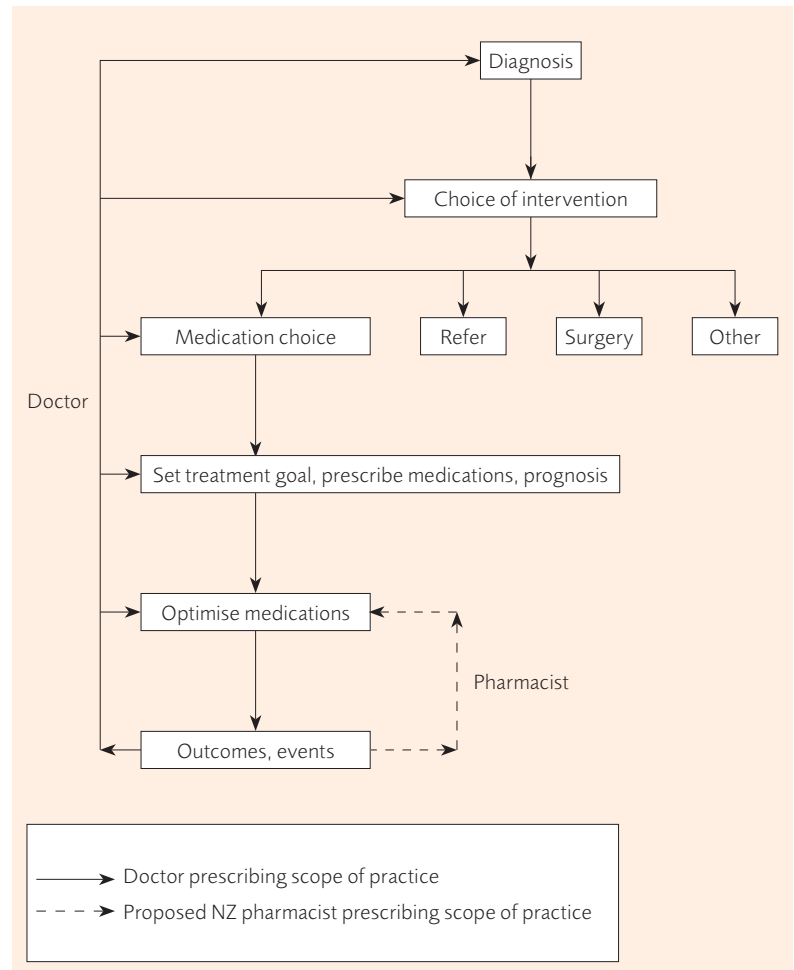 Diagnosis
Choice of intervention
Medication choice
Refer
Surgery
Other
Doctor
Set treatment goal, prescribe medications, prognosis
Optimise medications
Pharmacist
Outcomes, events
Doctor prescribing scope of practice
Proposed NZ pharmacist prescribing scope of practice